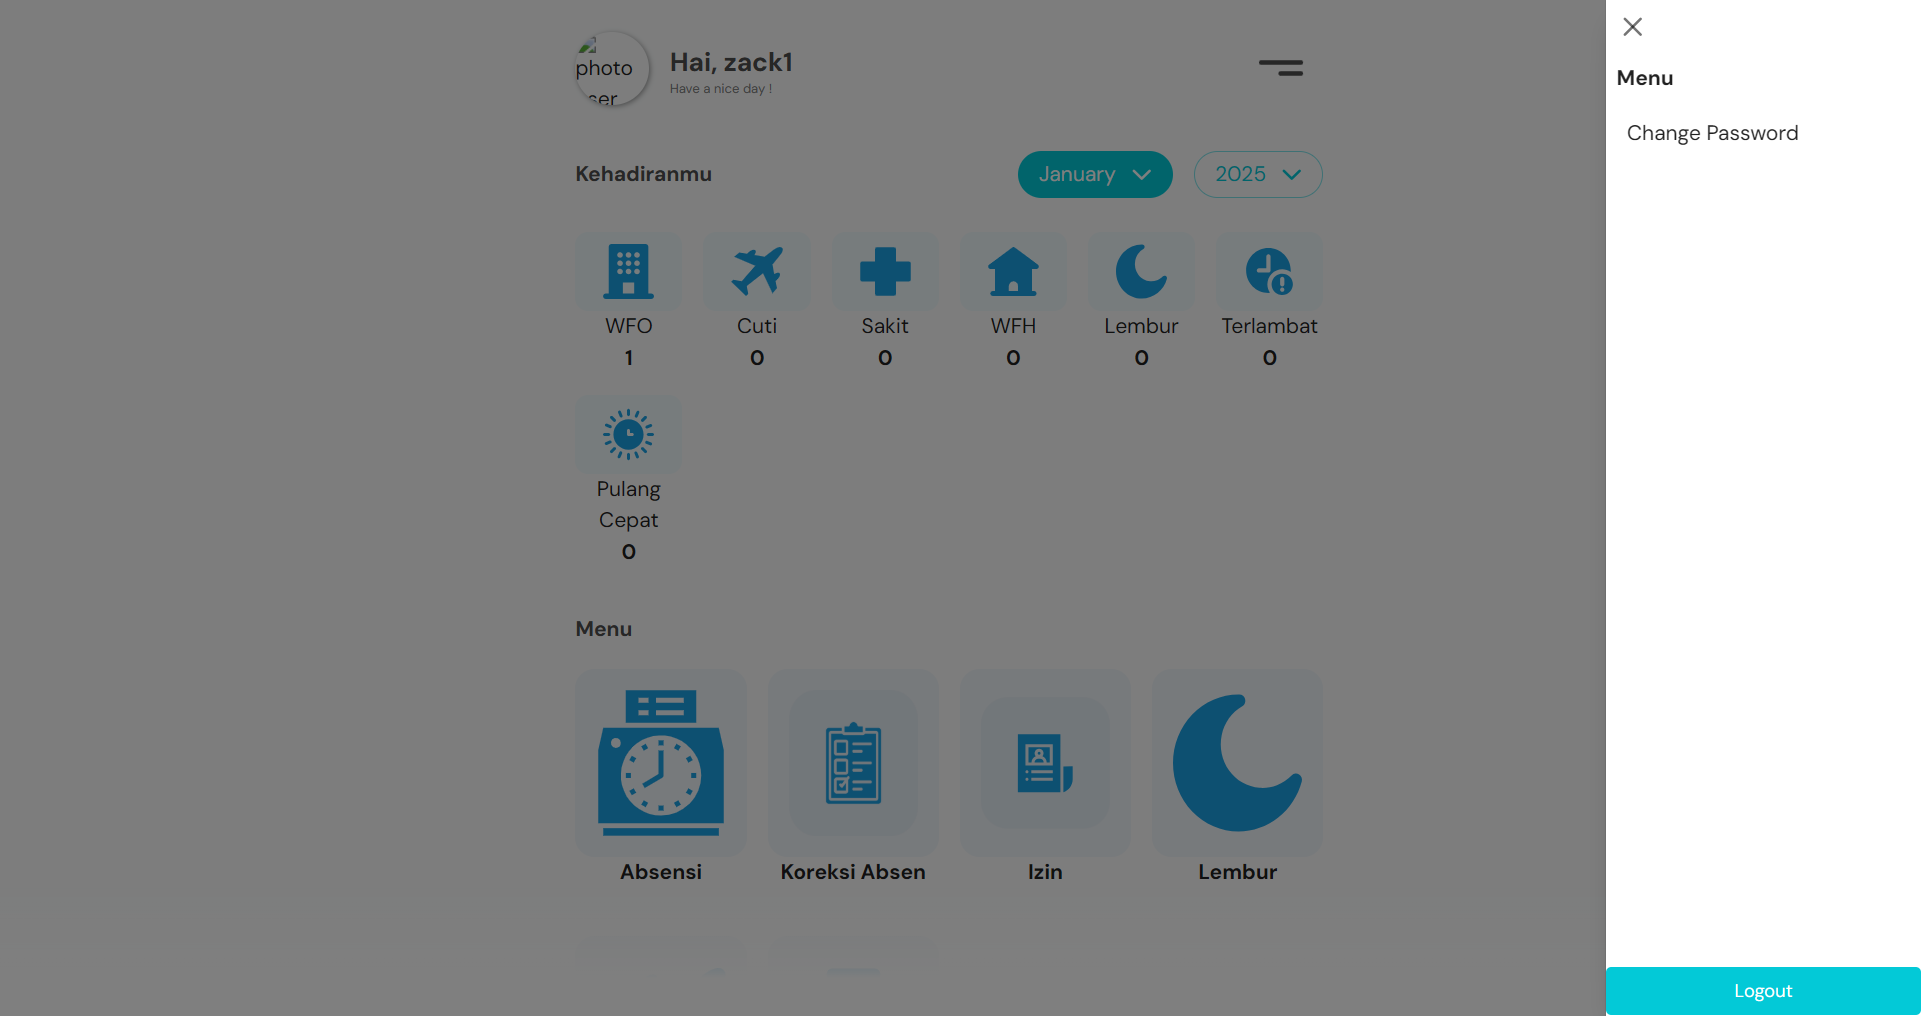 photo
ser
Hai, zack1
Have a nice day !
Kehadiranmu
January
2025
WFO
1
Cuti
0
Sakit
0
WFH
0
Lembur
0
Terlambat
0
Pulang
Cepat
0
Menu
Absensi
Koreksi Absen
Izin
Lembur
Menu
Change Password
Logout